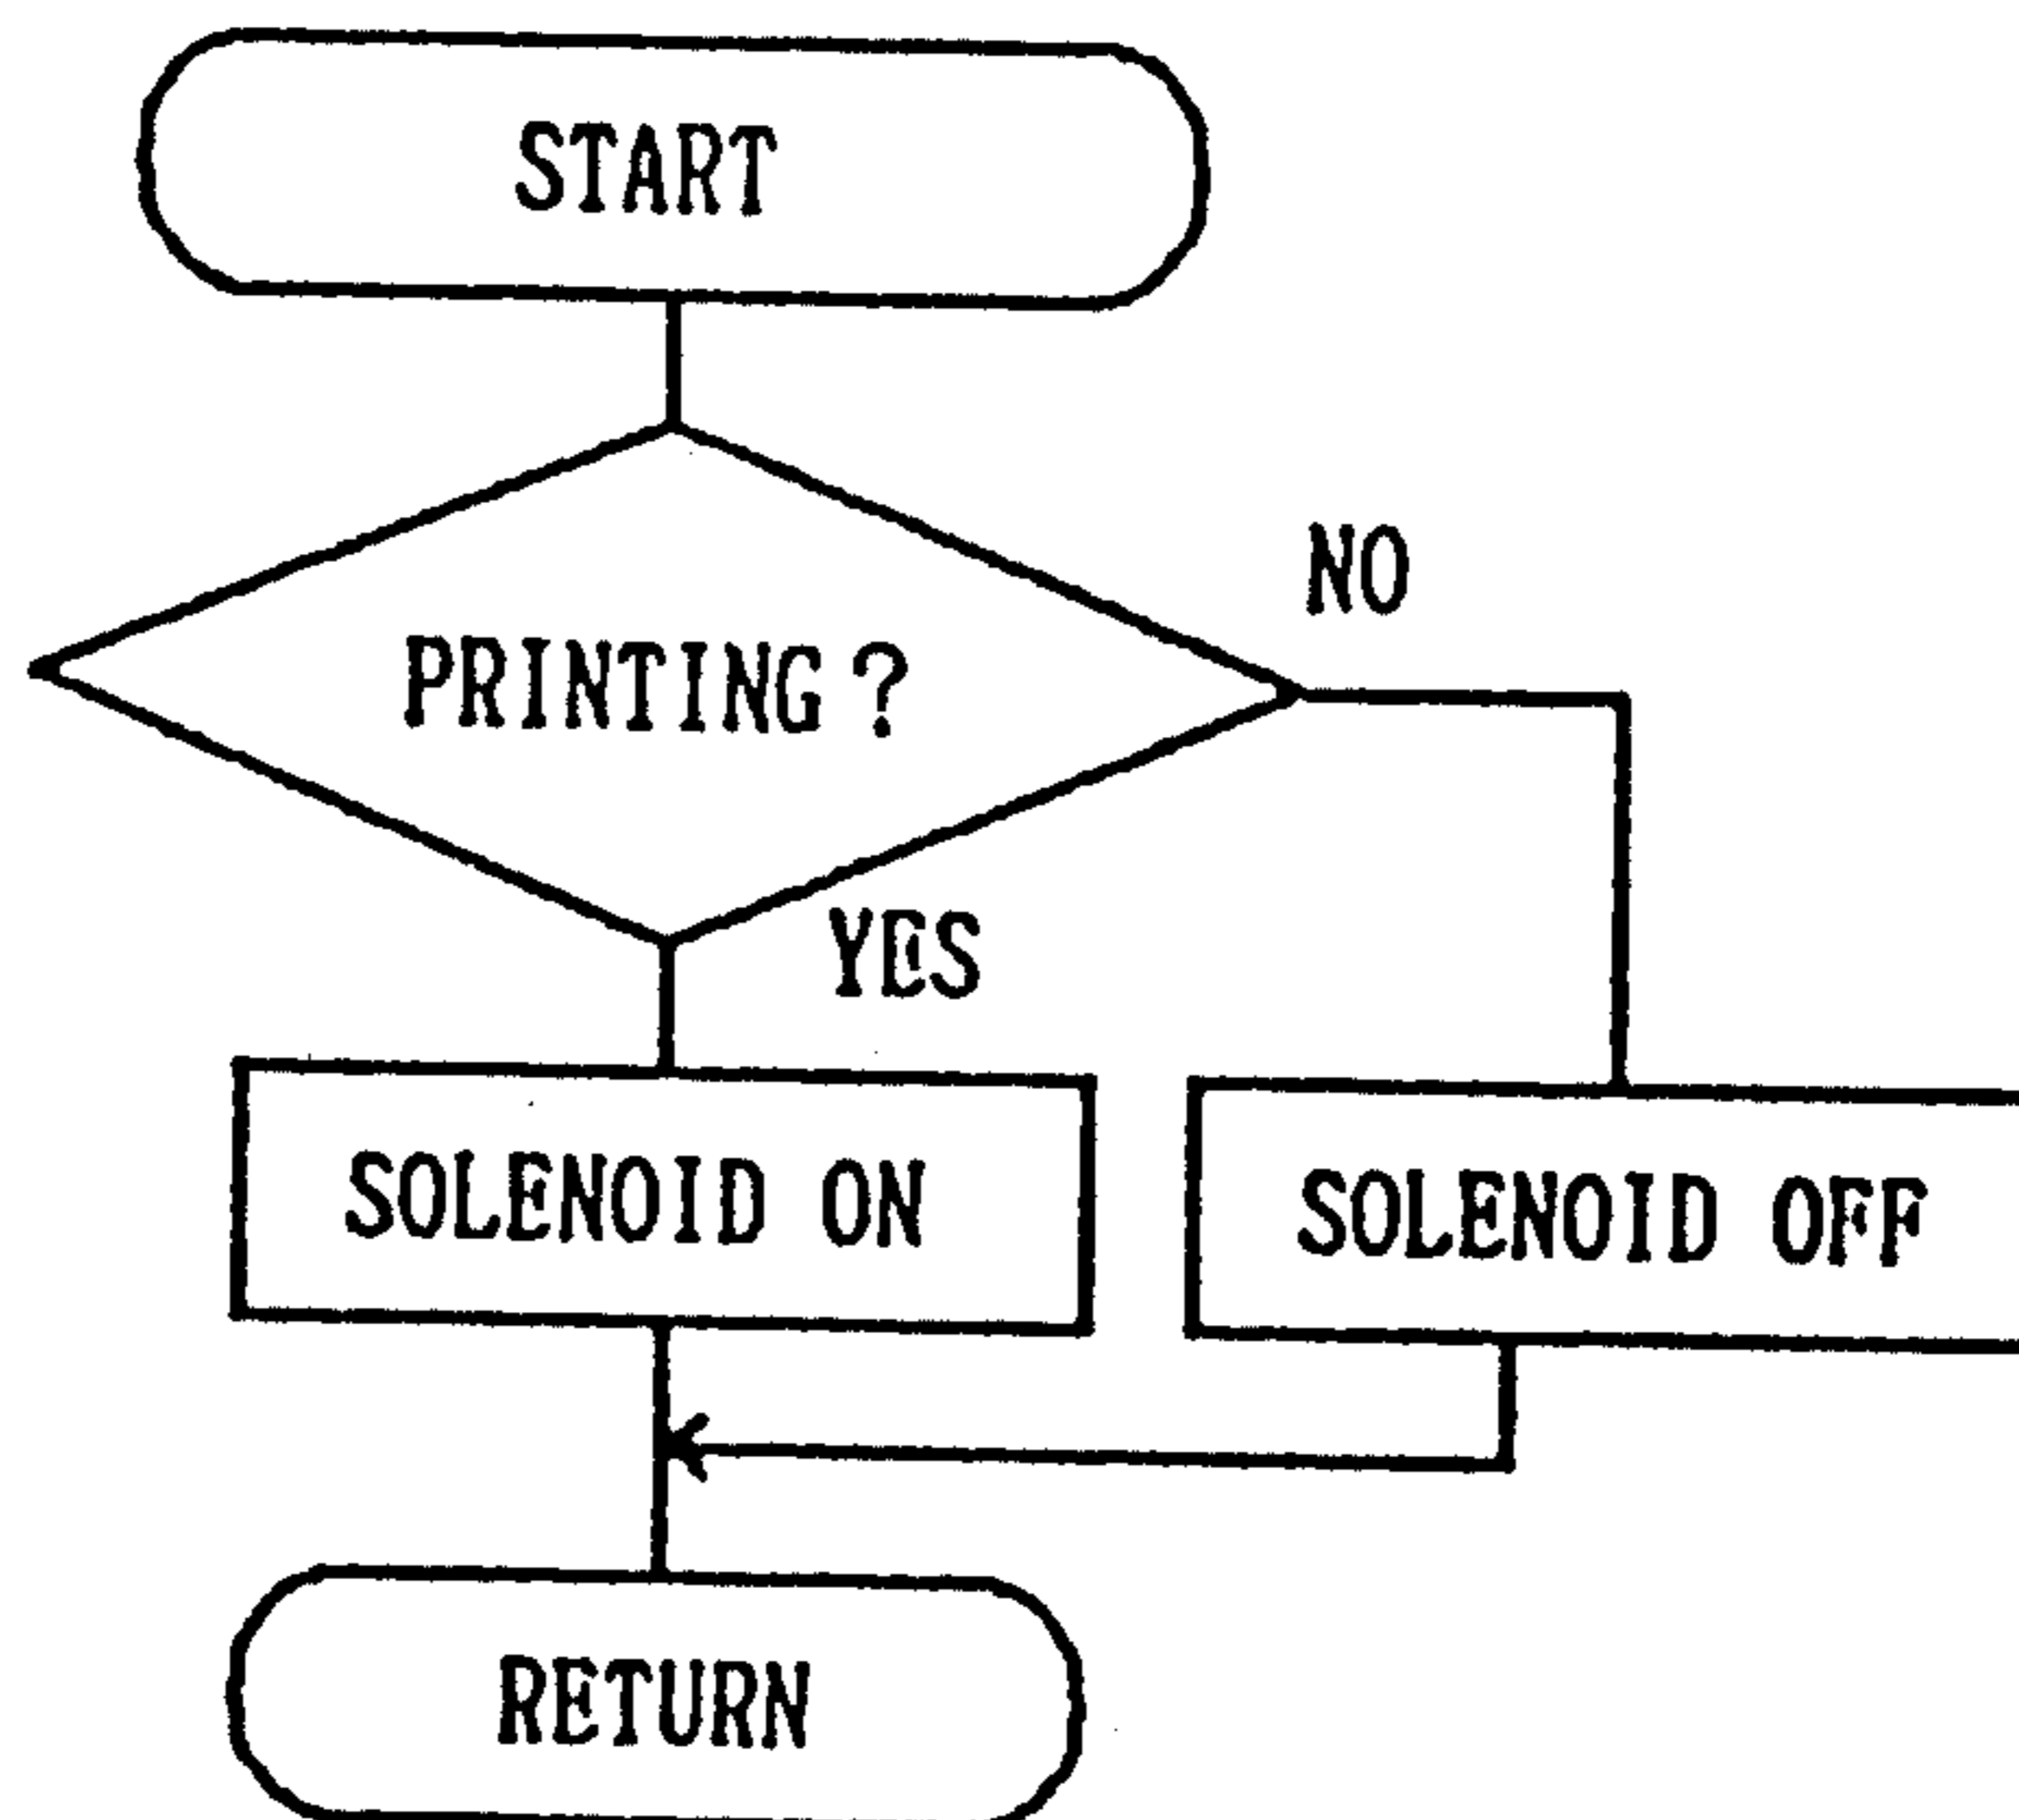 START
PRINTING?
NO
YES
SOLENOID ON
SOLENOID OFF
RETURN